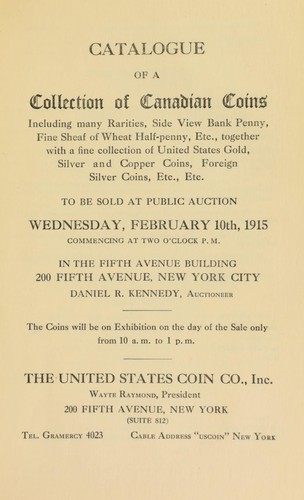 CATALOGUE
OF A
Collection of Canadian Coins
Including many Rarities, Side View Bank Penny,
Fine Sheaf of Wheat Half-penny, Etc., together
with a fine collection of United States Gold,
Silver and Copper Coins, Foreign
Silver Coins, Etc., Etc.
TO BE SOLD AT PUBLIC AUCTION
WEDNESDAY, FEBRUARY 10th, 1915
COMMENCING AT TWO O'CLOCK P. M.
IN THE FIFTH AVENUE BUILDING
200 FIFTH AVENUE, NEW YORK CITY
DANIEL R. KENNEDY, AUCTIONEER
The Coins will be on Exhibition on the day of the Sale only
from 10 a. m. to 1 p. m.
THE UNITED STATES COIN CO., Inc.
WAYTE RAYMOND, President
200 FIFTH AVENUE, NEW YORK
(SUITE 812)
TEL. GRAMERCY 4023 CABLE ADDRESS "USCOIN" NEW YORK